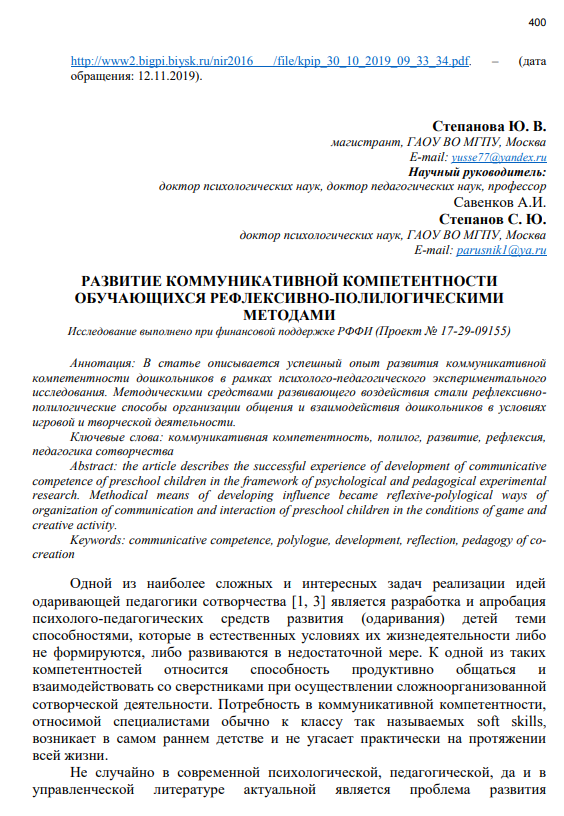 400
http://www2.bigpi.biysk.ru/nir2016 /file/kpip_30_10_2019_09_33_34.pdf. – (дата
обращения: 12.11.2019).
Степанова Ю. В.
магистрант, ГАОУ ВО МГПУ, Москва
E-mail: yusse77@yandex.ru
Научный руководитель:
доктор психологических наук, доктор педагогических наук, профессор
Савенков А.И.
Степанов С. Ю.
доктор психологических наук, ГАОУ ВО МГПУ, Москва
E-mail: parusnik1@ya.ru
РАЗВИТИЕ КОММУНИКАТИВНОЙ КОМПЕТЕНТНОСТИ
ОБУЧАЮЩИХСЯ РЕФЛЕКСИВНО-ПОЛИЛОГИЧЕСКИМИ
МЕТОДАМИ
Исследование выполнено при финансовой поддержке РФФИ (Проект № 17-29-09155)
Аннотация: В статье описывается успешный опыт развития коммуникативной
компетентности дошкольников в рамках психолого-педагогического экспериментального
исследования. Методическими средствами развивающего воздействия стали рефлексивно-
полилогические способы организации общения и взаимодействия дошкольников в условиях
игровой и творческой деятельности.
Ключевые слова: коммуникативная компетентность, полилог, развитие, рефлексия,
педагогика сотворчества
Abstract: the article describes the successful experience of development of communicative
competence of preschool children in the framework of psychological and pedagogical experimental
research. Methodical means of developing influence became reflexive-polylogical ways of
organization of communication and interaction of preschool children in the conditions of game and
creative activity.
Keywords: communicative competence, polylogue, development, reflection, pedagogy of co-
creation
Одной из наиболее сложных и интересных задач реализации идей
одаривающей педагогики сотворчества [1, 3] является разработка и апробация
психолого-педагогических средств развития (одаривания) детей теми
способностями, которые в естественных условиях их жизнедеятельности либо
не формируются, либо развиваются в недостаточной мере. К одной из таких
компетентностей относится способность продуктивно общаться и
взаимодействовать со сверстниками при осуществлении сложноорганизованной
сотворческой деятельности. Потребность в коммуникативной компетентности,
относимой специалистами обычно к классу так называемых soft skills,
возникает в самом раннем детстве и не угасает практически на протяжении
всей жизни.
Не случайно в современной психологической, педагогической, да и в
управленческой литературе актуальной является проблема развития